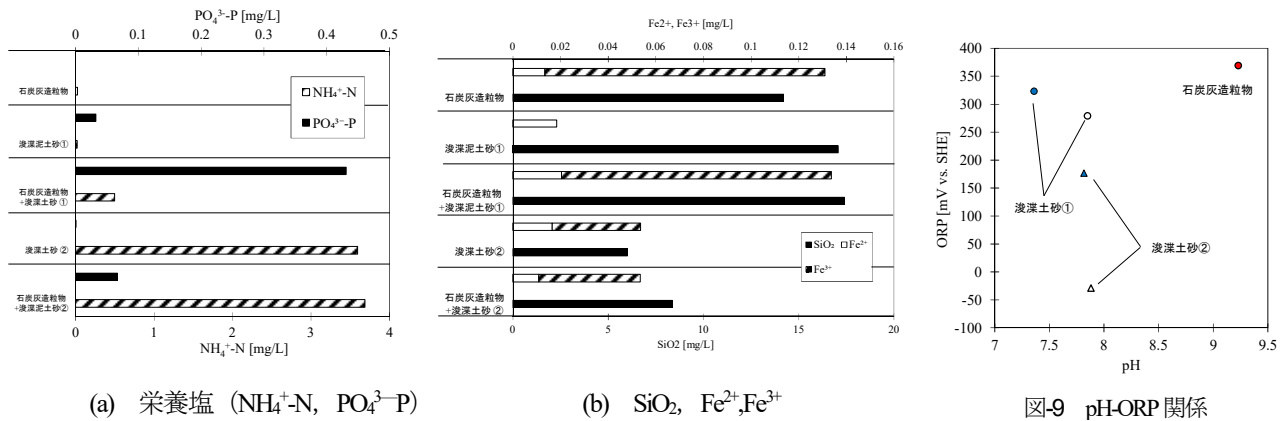 PO₄³⁻-P [mg/L]
0 0.1 0.2 0.3 0.4 0.5
石炭灰造粒物
浚渫泥土砂①
石炭灰造粒物
+浚渫土砂 ①
浚渫土砂 ②
石炭灰造粒物
+浚渫泥土砂②
NH₄⁺-N
PO₄³⁻-P
0 1 2 3 4
NH₄⁺-N [mg/L]
(a) 栄養塩（NH₄⁺-N, PO₄³⁻-P）
Fe2+, Fe3+ [mg/L]
0 0.02 0.04 0.06 0.08 0.1 0.12 0.14 0.16
石炭灰造粒物
浚渫泥土砂①
石炭灰造粒物
+浚渫泥土砂①
浚渫土砂②
石炭灰造粒物
+浚渫土砂 ②
SiO₂ Fe²⁺
Fe³⁺
0 5 10 15 20
SiO2 [mg/L]
(b) SiO₂, Fe²⁺,Fe³⁺
400
350
300
250
200
150
100
50
0
-50
-100
ORP [mV vs. SHE]
石炭灰造粒物
浚渫土砂①
浚渫土砂②
7 7.5 8 8.5 9 9.5
pH
図-9 pH-ORP 関係